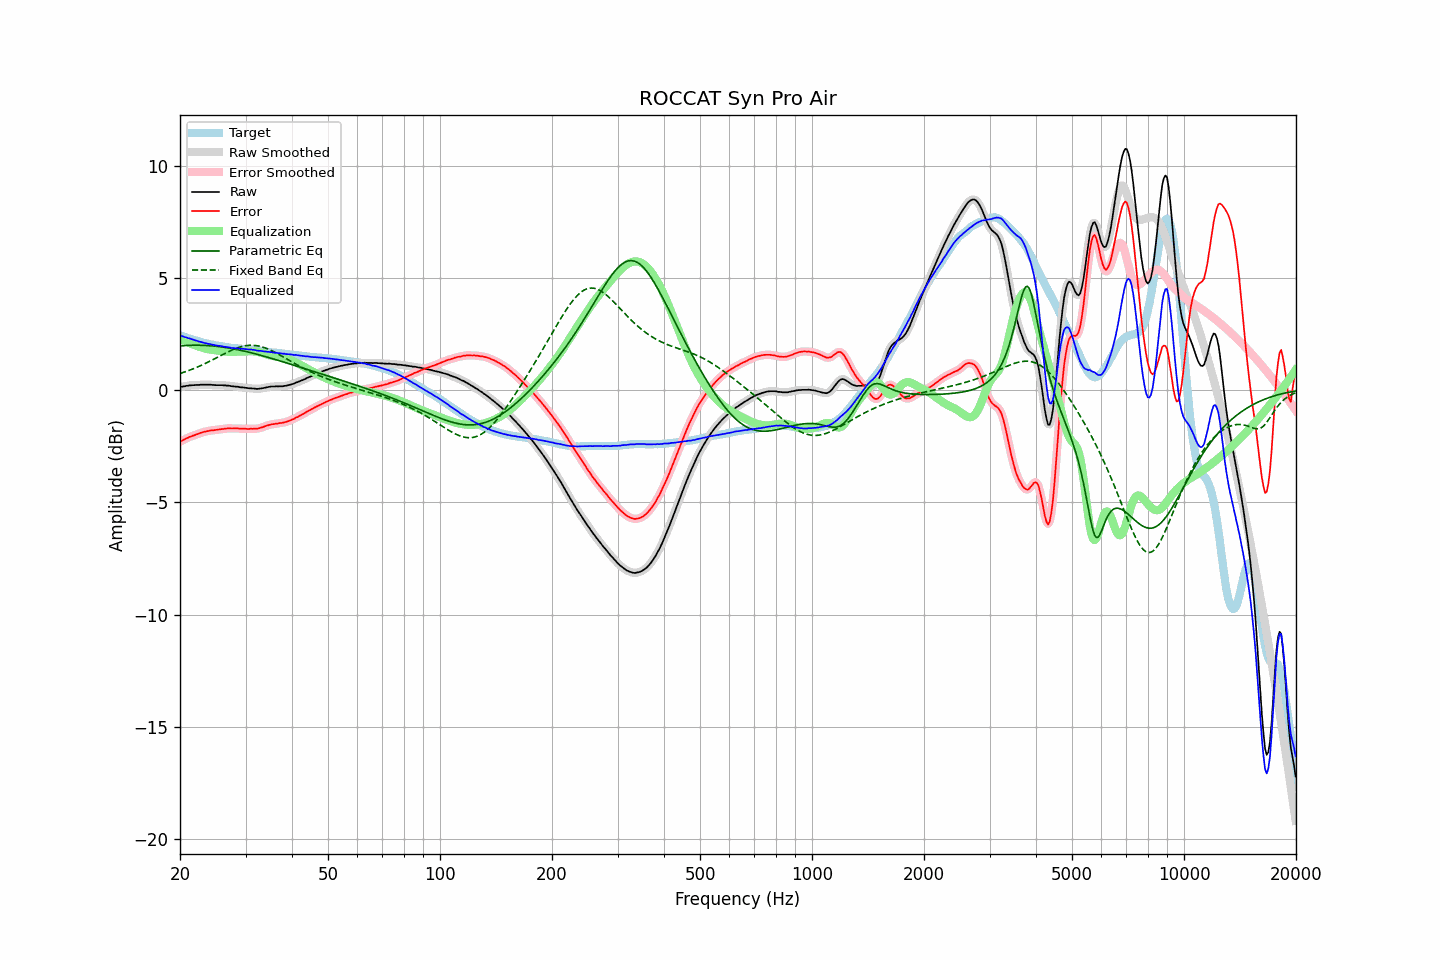 ROCCAT Syn Pro Air
Target
Raw Smoothed
Error Smoothed
Raw
Error
Equalization
Parametric Eq
Fixed Band Eq
Equalized
10
5
0
−5
−10
−15
−20
Amplitude (dBr)
20
50
100
200
500
1000
2000
5000
10000
20000
Frequency (Hz)